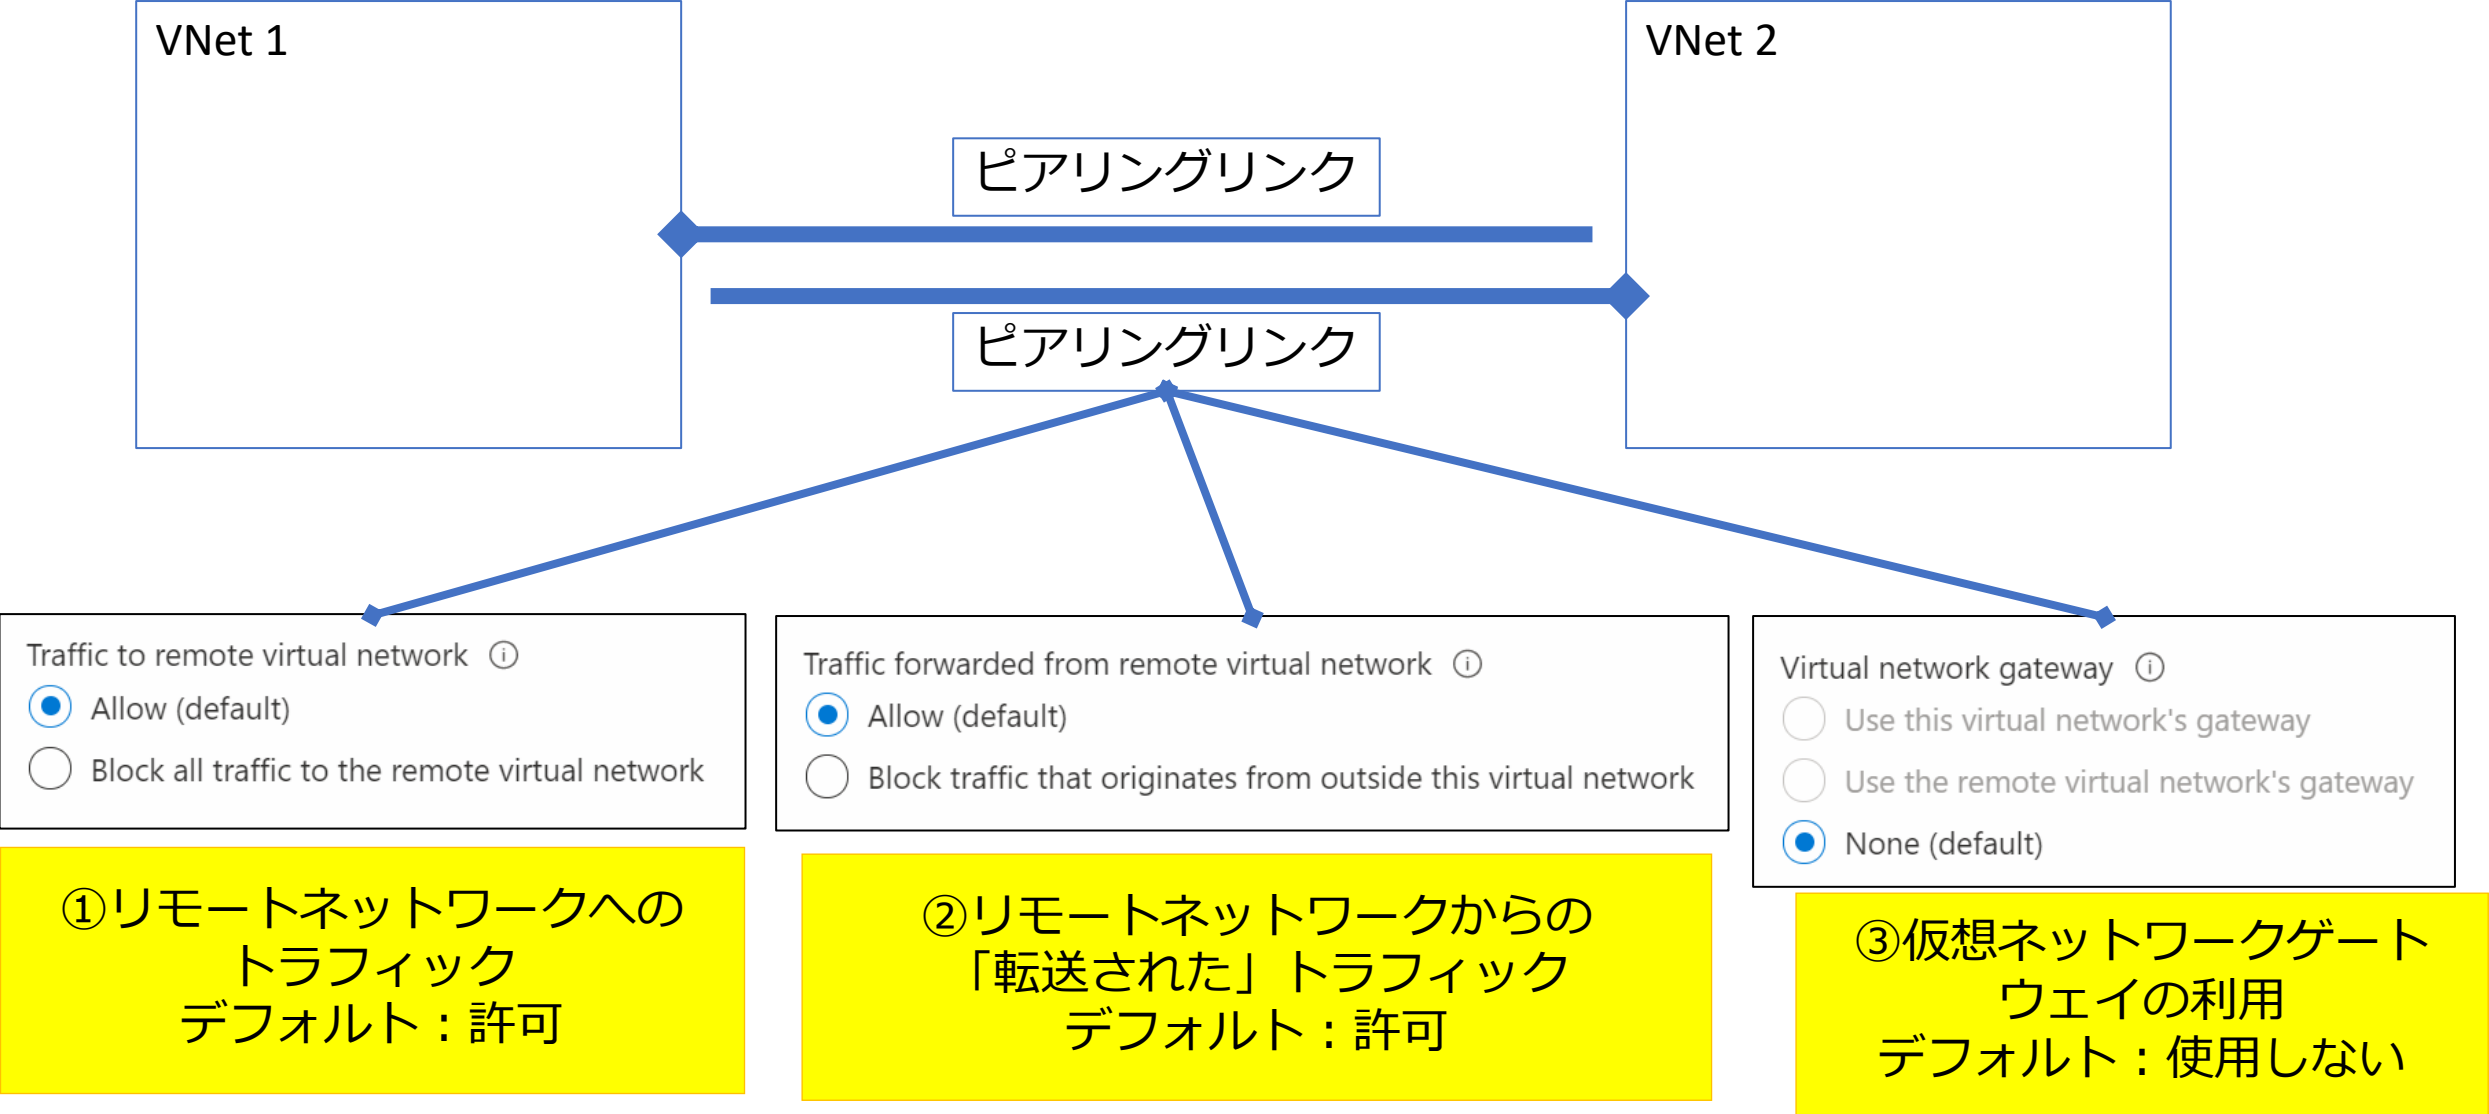 VNet 1
VNet 2
ピアリングリンク
ピアリングリンク
Traffic to remote virtual network
Allow (default)
Block all traffic to the remote virtual network
Traffic forwarded from remote virtual network
Allow (default)
Block traffic that originates from outside this virtual network
Virtual network gateway
Use this virtual network's gateway
Use the remote virtual network's gateway
None (default)
①リモートネットワークへの
トラフィック
デフォルト：許可
②リモートネットワークからの
「転送された」トラフィック
デフォルト：許可
③仮想ネットワークゲート
ウェイの利用
デフォルト：使用しない